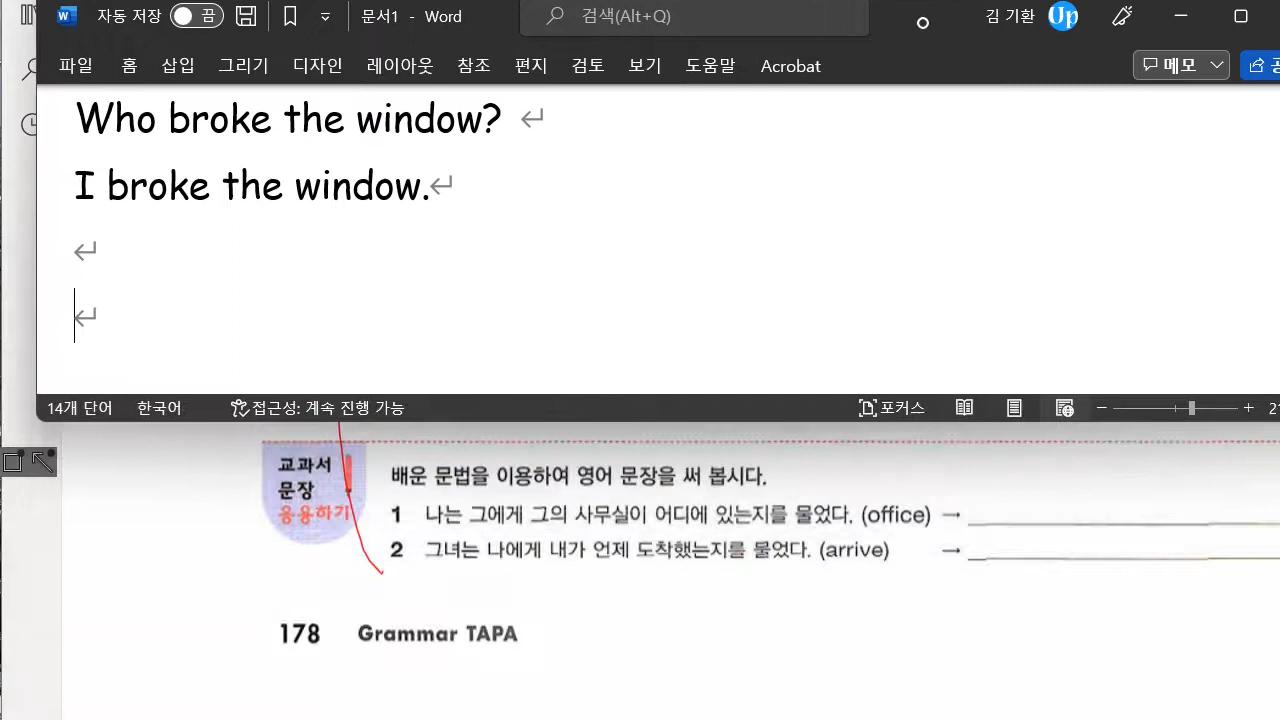 자동 저장 끔 문서1 - Word 검색(Alt+Q) 김 기환 Up
파일 홈 삽입 그리기 디자인 레이아웃 참조 편지 검토 보기 도움말 Acrobat 메모
Who broke the window?
I broke the window.
14개 단어 한국어 접근성: 계속 진행 가능 포커스
교과서
문장
응용하기
배운 문법을 이용하여 영어 문장을 써 봅시다.
1 나는 그에게 그의 사무실이 어디에 있는지를 물었다. (office) →
2 그녀는 나에게 내가 언제 도착했는지를 물었다. (arrive) →
178 Grammar TAPA